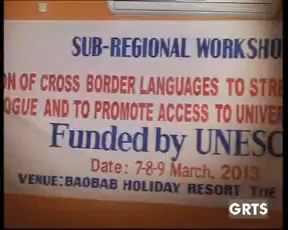 SUB-REGIONAL WORKSHO
ON OF CROSS BORDER LANGUAGES TO STRE
OGUE AND TO PROMOTE ACCESS TO UNIVER
Funded by UNESC
Date: 7-8-9 March, 2013
VENUE:BAOBAB HOLIDAY RESORT THE
GRTS